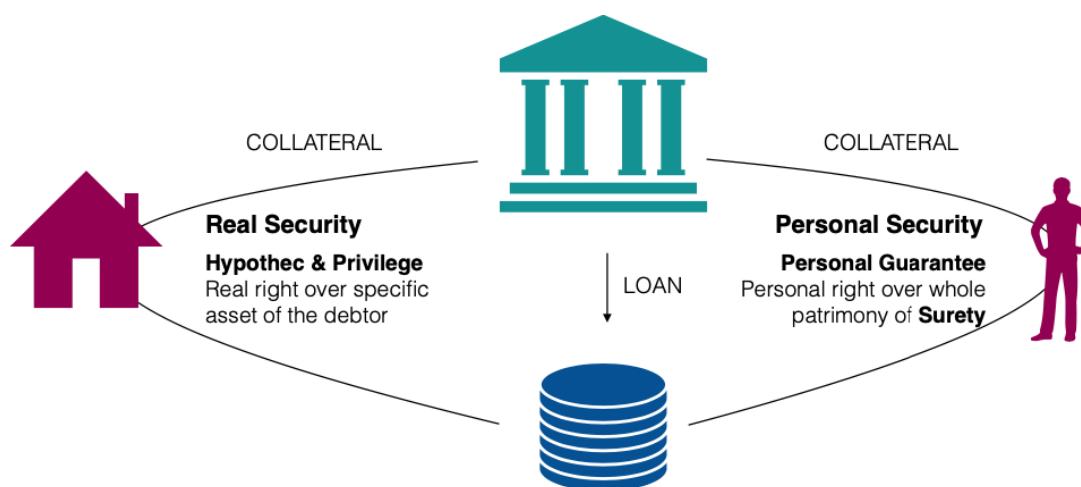 COLLATERAL
COLLATERAL
Real Security
Hypothec & Privilege
Real right over specific
asset of the debtor
LOAN
Personal Security
Personal Guarantee
Personal right over whole
patrimony of Surety